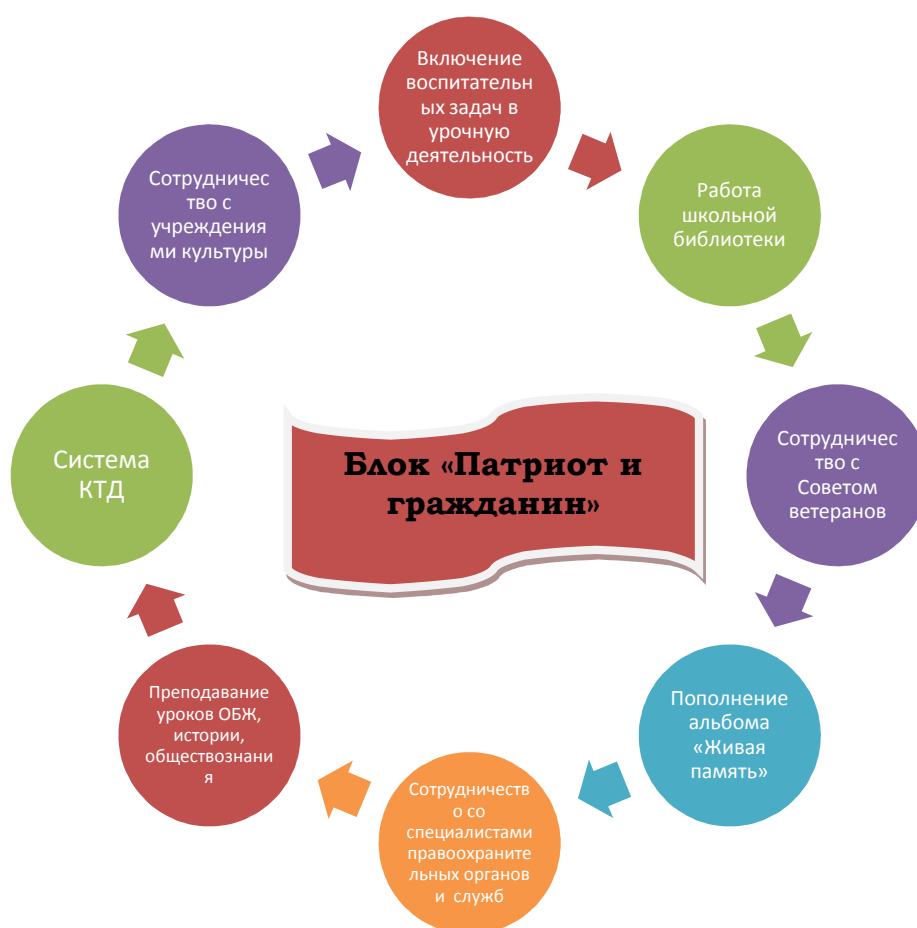 Включение
воспитательн
ых задач в
урочную
деятельность
Работа
школьной
библиотеки
Сотрудничес
тво с
Советом
ветеранов
Пополнение
альбома
«Живая
память»
Сотрудничеств
о со
специалистами
правоохраните
льных органов
и служб
Преподавание
уроков ОБЖ,
истории,
обществознани
я
Система
КТД
Сотрудничес
тво с
учреждения
ми культуры
Блок «Патриот и
гражданин»